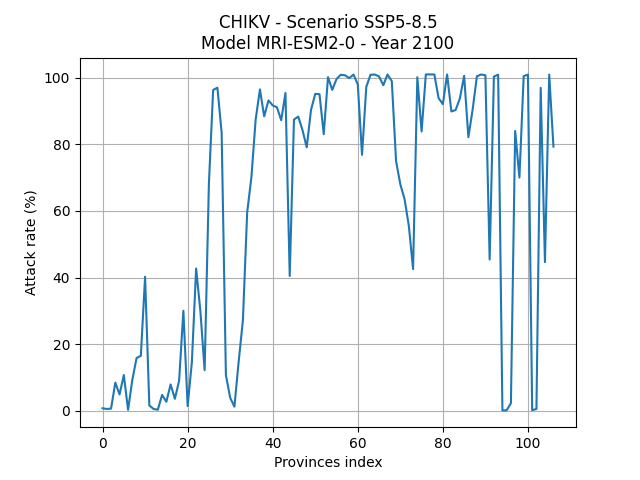 CHIKV - Scenario SSP5-8.5
Model MRI-ESM2-0 - Year 2100
Attack rate (%)
100
80
60
40
20
0
0 20 40 60 80 100
Provinces index